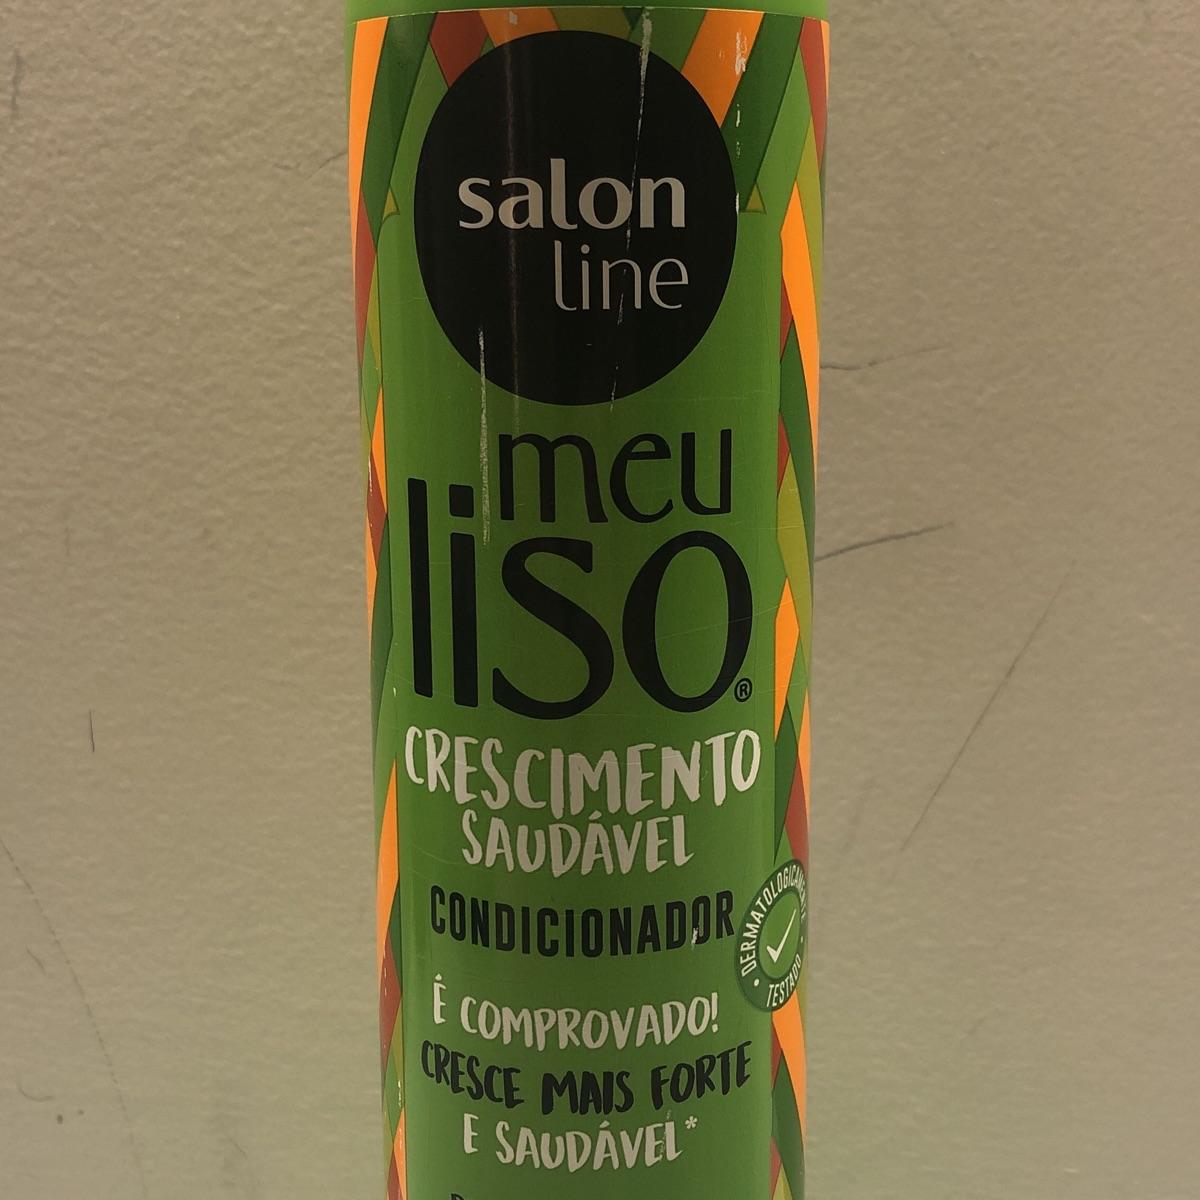 salon
line
meu
liso®
CRESCIMENTO
SAUDÁVEL
CONDICIONADOR
DERMATOLOGICAMENTE
TESTADO
É COMPROVADO!
CRESCE MAIS FORTE
E SAUDÁVEL*